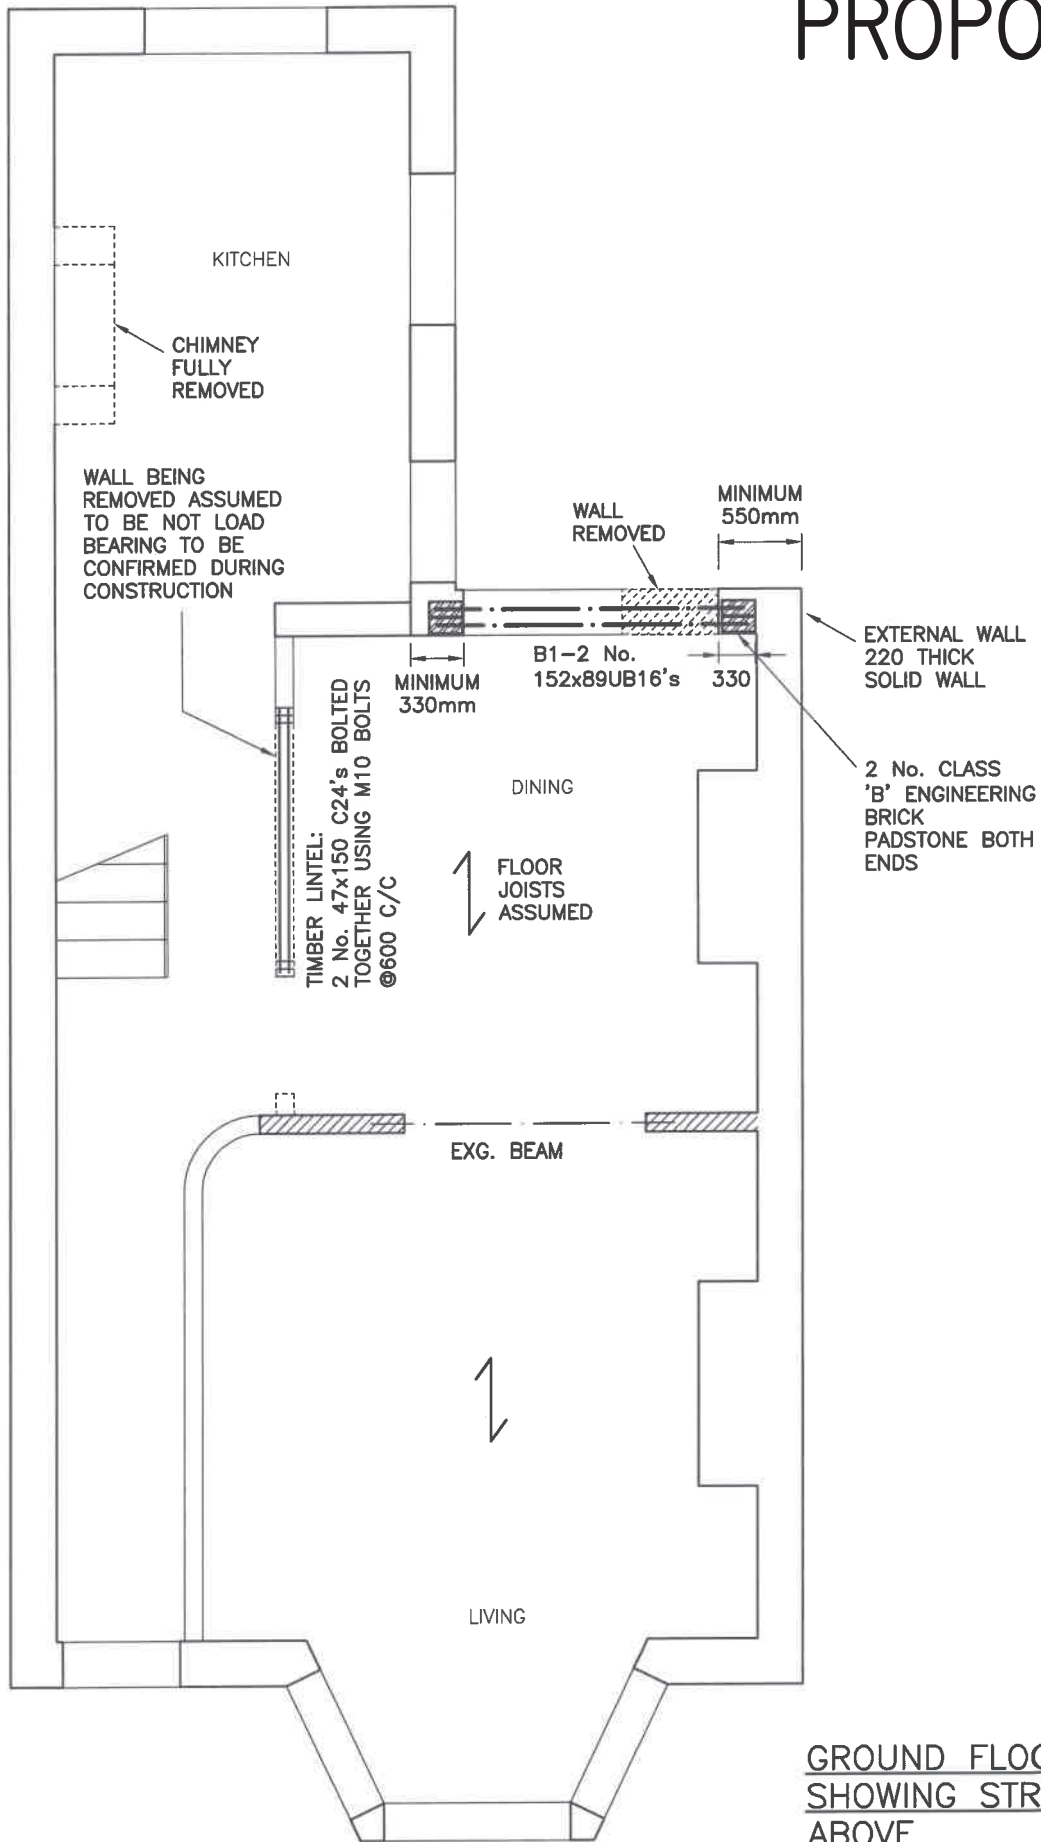 PROPO
KITCHEN
CHIMNEY
FULLY
REMOVED
WALL BEING
REMOVED ASSUMED
TO BE NOT LOAD
BEARING TO BE
CONFIRMED DURING
CONSTRUCTION
WALL
REMOVED
MINIMUM
550mm
EXTERNAL WALL
220 THICK
SOLID WALL
B1-2 No.
152x89UB16's
330
MINIMUM
330mm
2 No. CLASS
'B' ENGINEERING
BRICK
PADSTONE BOTH
ENDS
TIMBER LINTEL:
2 No. 47x150 C24's BOLTED
TOGETHER USING M10 BOLTS
@600 C/C
DINING
FLOOR
JOISTS
ASSUMED
EXG. BEAM
LIVING
GROUND FLOO
SHOWING STR
ABOVE